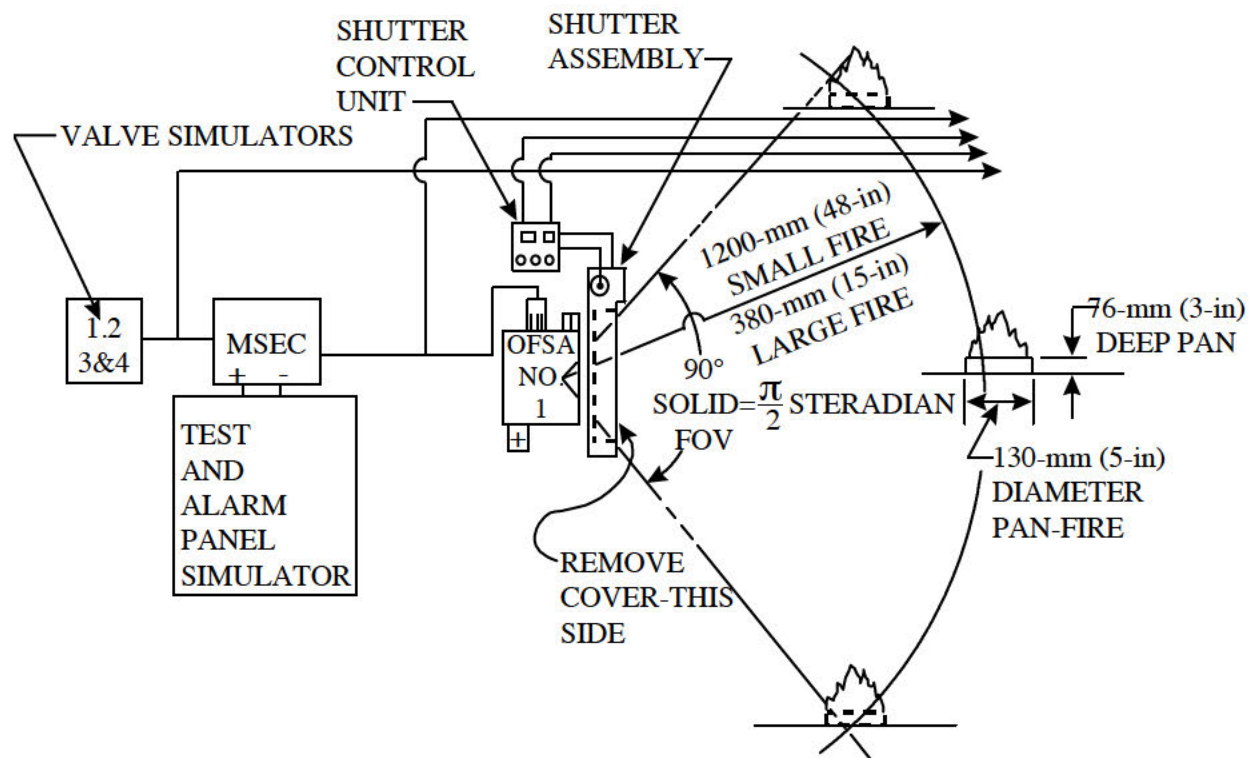 SHUTTER
CONTROL
UNIT
SHUTTER
ASSEMBLY
VALVE SIMULATORS
1200-mm (48-in)
SMALL FIRE
380-mm (15-in)
LARGE FIRE
1.2
3&4
MSEC
+ -
OFSA
NO.
1
+
90°
SOLID=π/2 STERADIAN
FOV
76-mm (3-in)
DEEP PAN
130-mm (5-in)
DIAMETER
PAN-FIRE
TEST
AND
ALARM
PANEL
SIMULATOR
REMOVE
COVER-THIS
SIDE